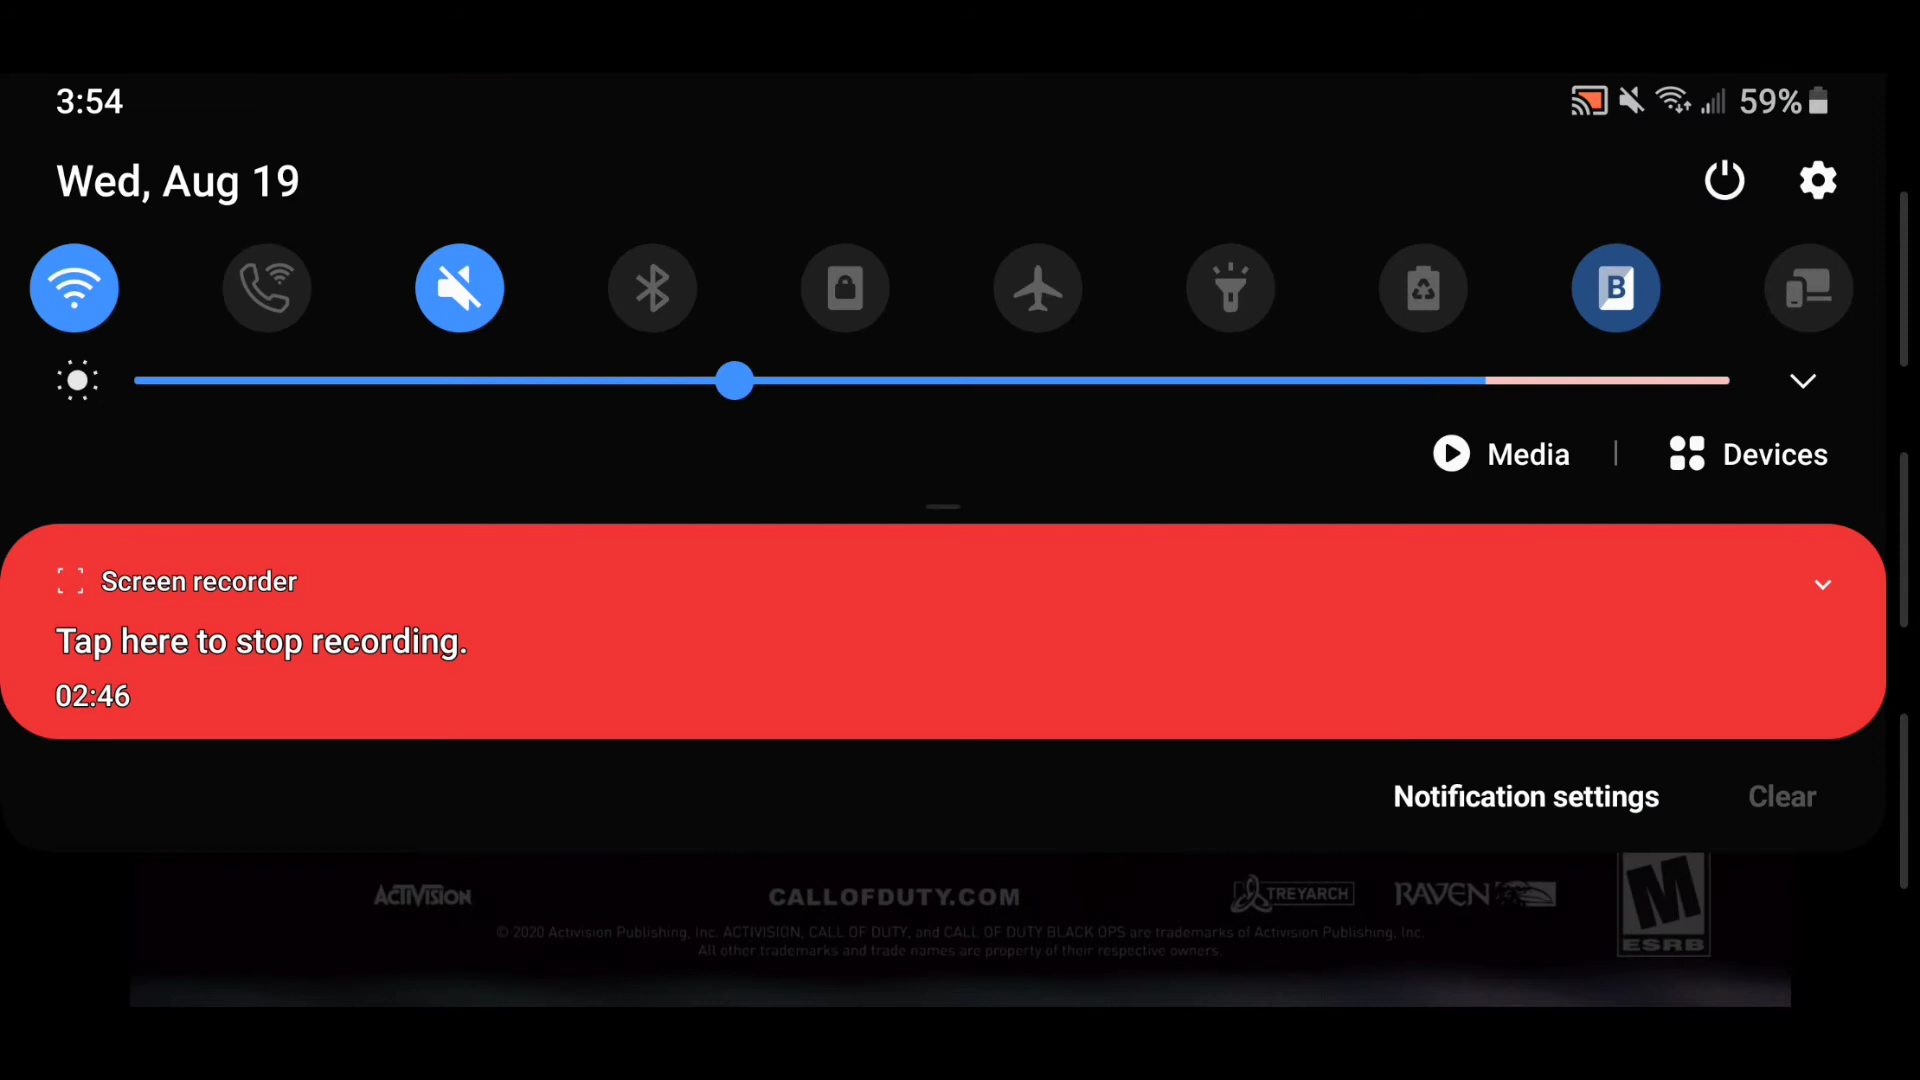 3:54
59%
Wed, Aug 19
B
Media | Devices
Screen recorder
Tap here to stop recording.
02:46
Notification settings
Clear
ACTIVISION
CALLOFDUTY.COM
TREYARCH
RAVEN
M
ESRB
© 2020 Activision Publishing, Inc. ACTIVISION, CALL OF DUTY, and CALL OF DUTY BLACK OPS are trademarks of Activision Publishing, Inc.
All other trademarks and trade names are property of their respective owners.